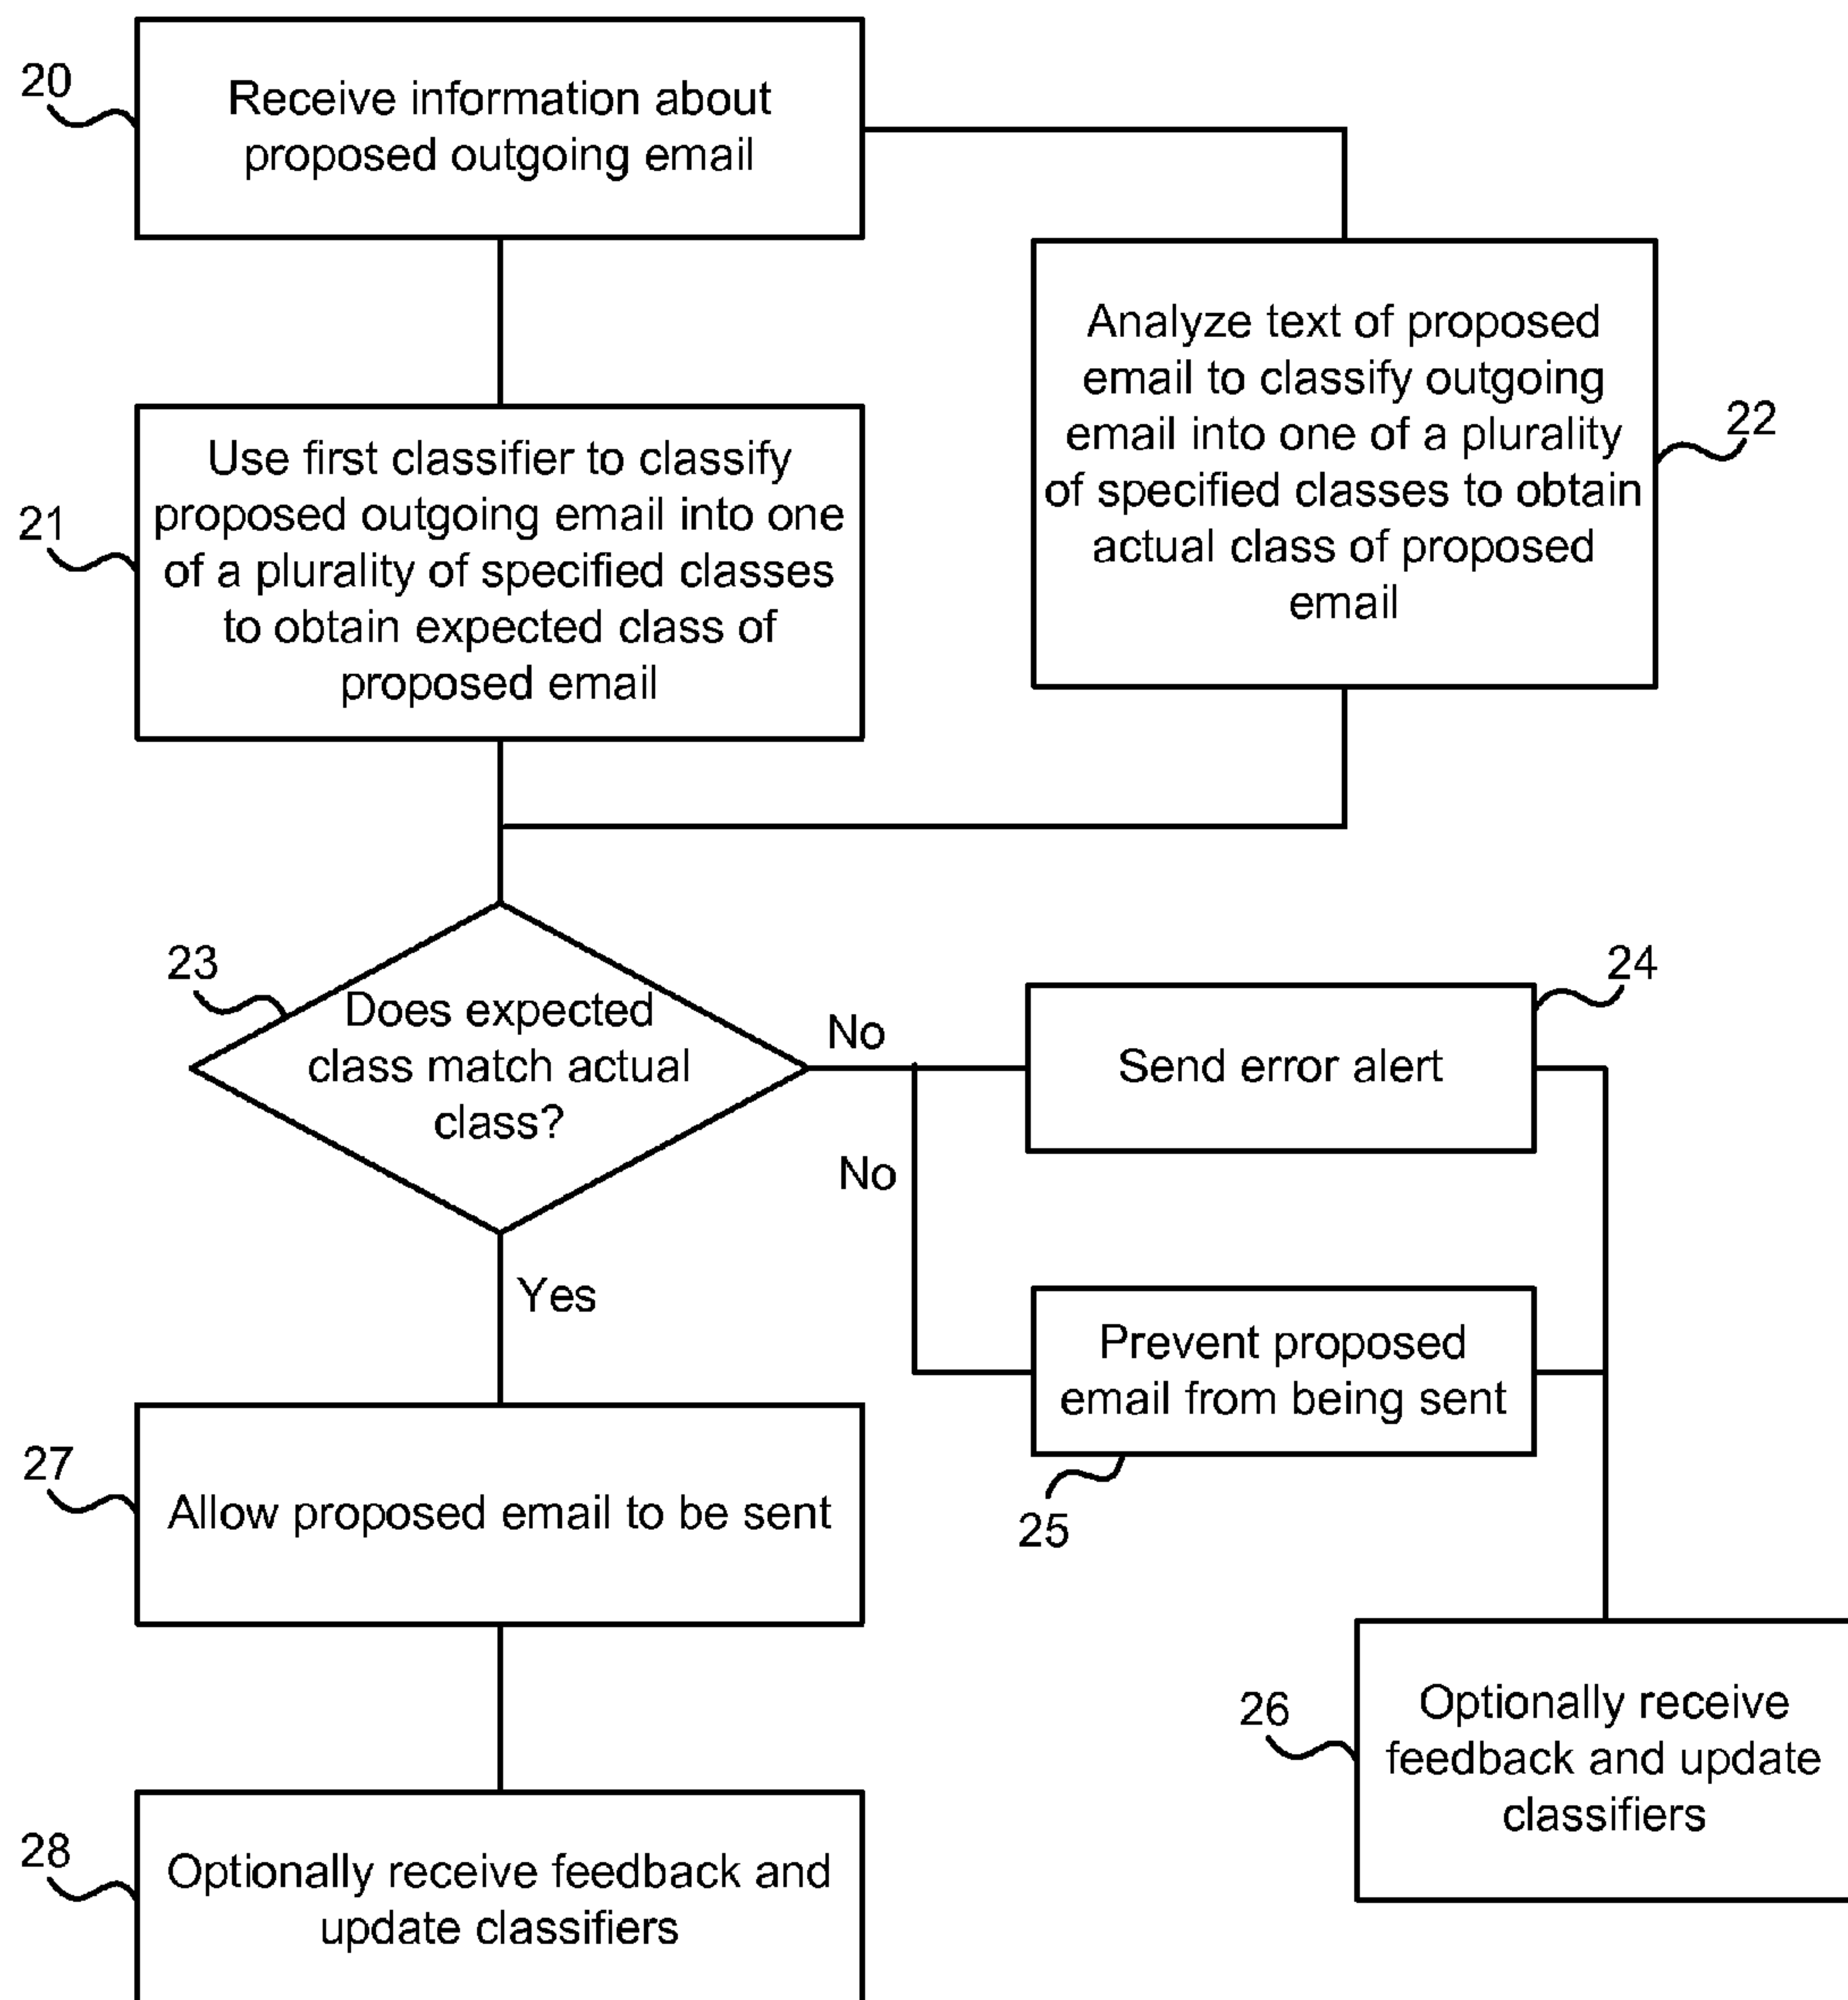 20
Receive information about
proposed outgoing email
Analyze text of proposed
email to classify outgoing
email into one of a plurality
of specified classes to obtain
actual class of proposed
email
22
21
Use first classifier to classify
proposed outgoing email into one
of a plurality of specified classes
to obtain expected class of
proposed email
23
Does expected
class match actual
class?
No
No
Yes
24
Send error alert
Prevent proposed
email from being sent
25
27
Allow proposed email to be sent
26
Optionally receive
feedback and update
classifiers
28
Optionally receive feedback and
update classifiers